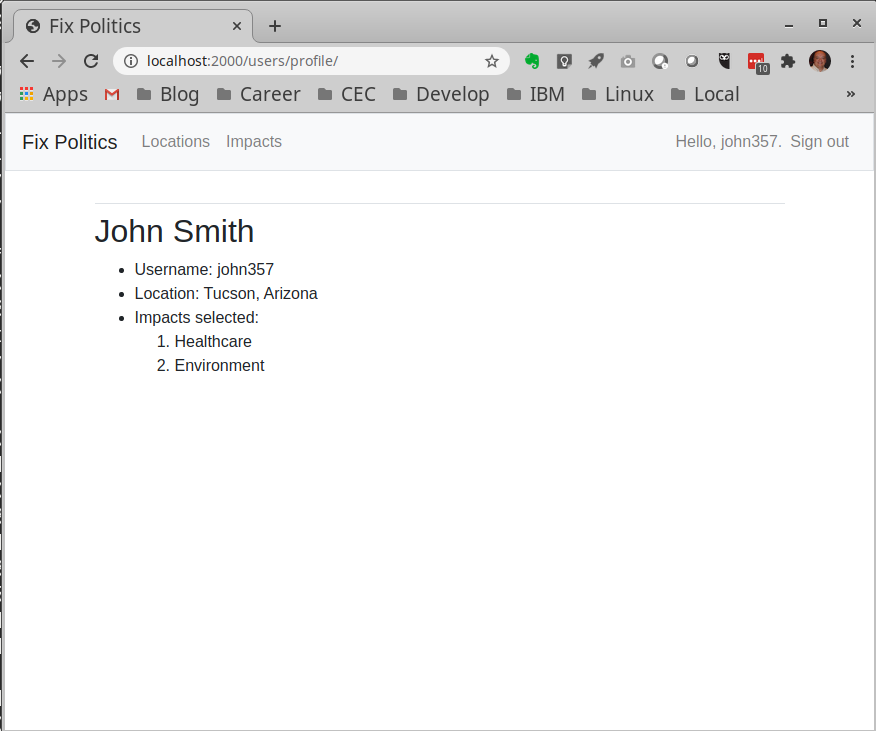 Fix Politics
localhost:2000/users/profile/
10
Apps Blog Career CEC Develop IBM Linux Local »
Fix Politics Locations Impacts Hello, john357. Sign out
John Smith
• Username: john357
• Location: Tucson, Arizona
• Impacts selected:
1. Healthcare
2. Environment